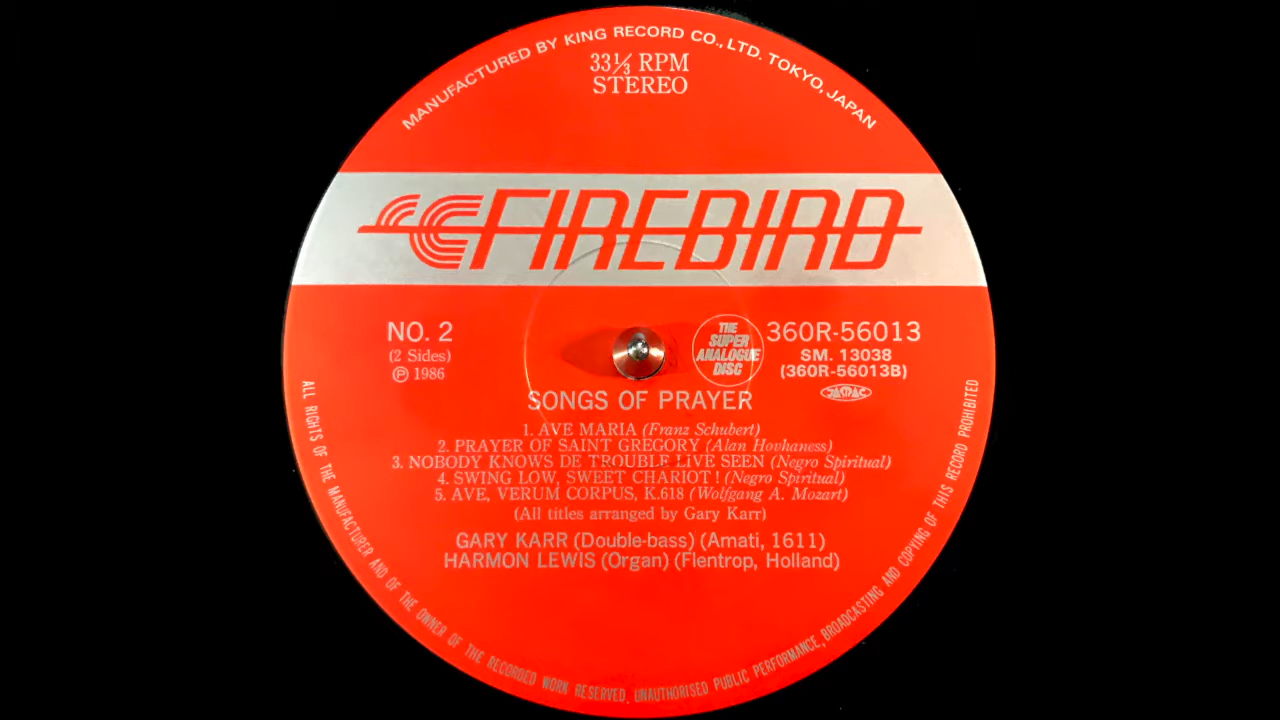 MANUFACTURED BY KING RECORD CO., LTD. TOKYO, JAPAN
33⅓ RPM
STEREO
FIREBIRD
NO. 2
(2 Sides)
Ⓟ 1986
THE
SUPER
ANALOGUE
DISC
360R-56013
SM. 13038
(360R-56013B)
JASRAC
SONGS OF PRAYER
1. AVE MARIA (Franz Schubert)
2. PRAYER OF SAINT GREGORY (Alan Hovhaness)
3. NOBODY KNOWS DE TROUBLE LIVE SEEN (Negro Spiritual)
4. SWING LOW, SWEET CHARIOT! (Negro Spiritual)
5. AVE, VERUM CORPUS, K.618 (Wolfgang A. Mozart)
(All titles arranged by Gary Karr)
GARY KARR (Double-bass) (Amati, 1611)
HARMON LEWIS (Organ) (Flentrop, Holland)
ALL RIGHTS OF THE MANUFACTURER AND OF THE OWNER OF THE RECORDED WORK RESERVED, UNAUTHORISED PUBLIC PERFORMANCE, BROADCASTING AND COPYING OF THIS RECORD PROHIBITED